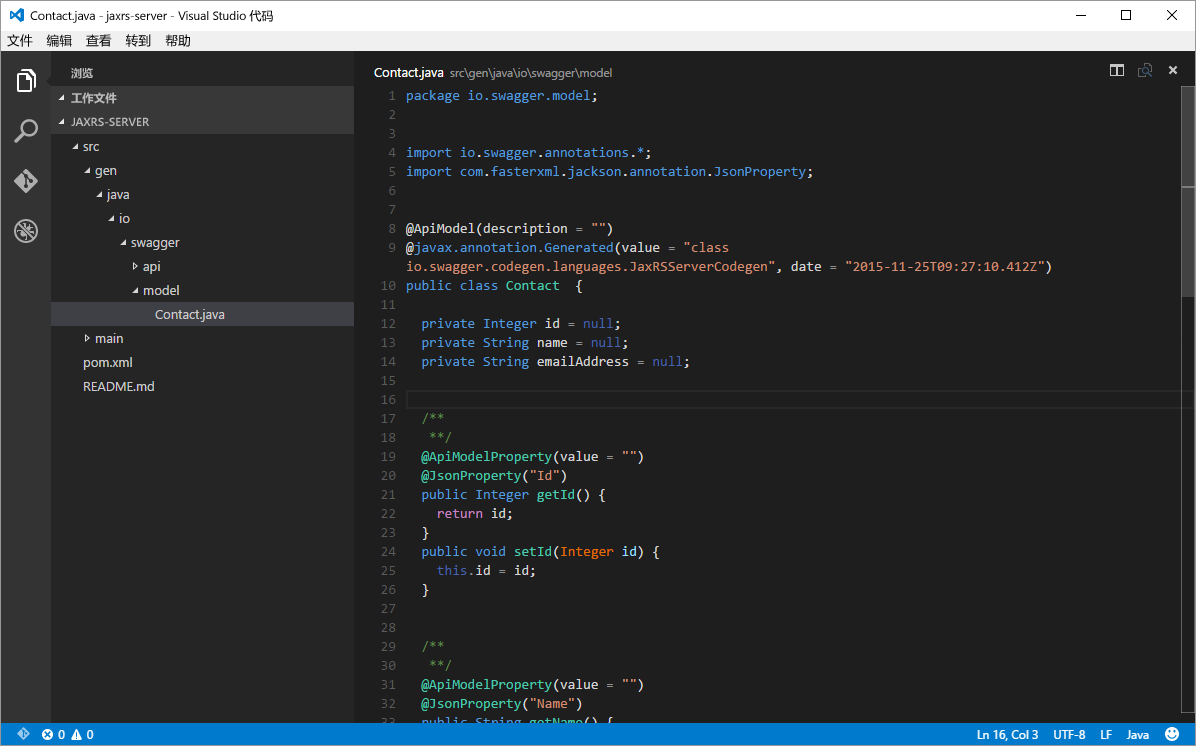 Contact.java - jaxrs-server - Visual Studio 代码
文件 编辑 查看 转到 帮助
浏览
工作文件
JAXRS-SERVER
src
gen
java
io
swagger
api
model
Contact.java
main
pom.xml
README.md
Contact.java src\gen\java\io\swagger\model
1 package io.swagger.model;
2
3
4 import io.swagger.annotations.*;
5 import com.fasterxml.jackson.annotation.JsonProperty;
6
7
8 @ApiModel(description = "")
9 @javax.annotation.Generated(value = "class
io.swagger.codegen.languages.JaxRSServerCodegen", date = "2015-11-25T09:27:10.412Z")
10 public class Contact  {
11
12   private Integer id = null;
13   private String name = null;
14   private String emailAddress = null;
15
16
17   /**
18    **/
19   @ApiModelProperty(value = "")
20   @JsonProperty("Id")
21   public Integer getId() {
22     return id;
23   }
24   public void setId(Integer id) {
25     this.id = id;
26   }
27
28
29   /**
30    **/
31   @ApiModelProperty(value = "")
32   @JsonProperty("Name")
33   public String getName() {
0 0 Ln 16, Col 3 UTF-8 LF Java